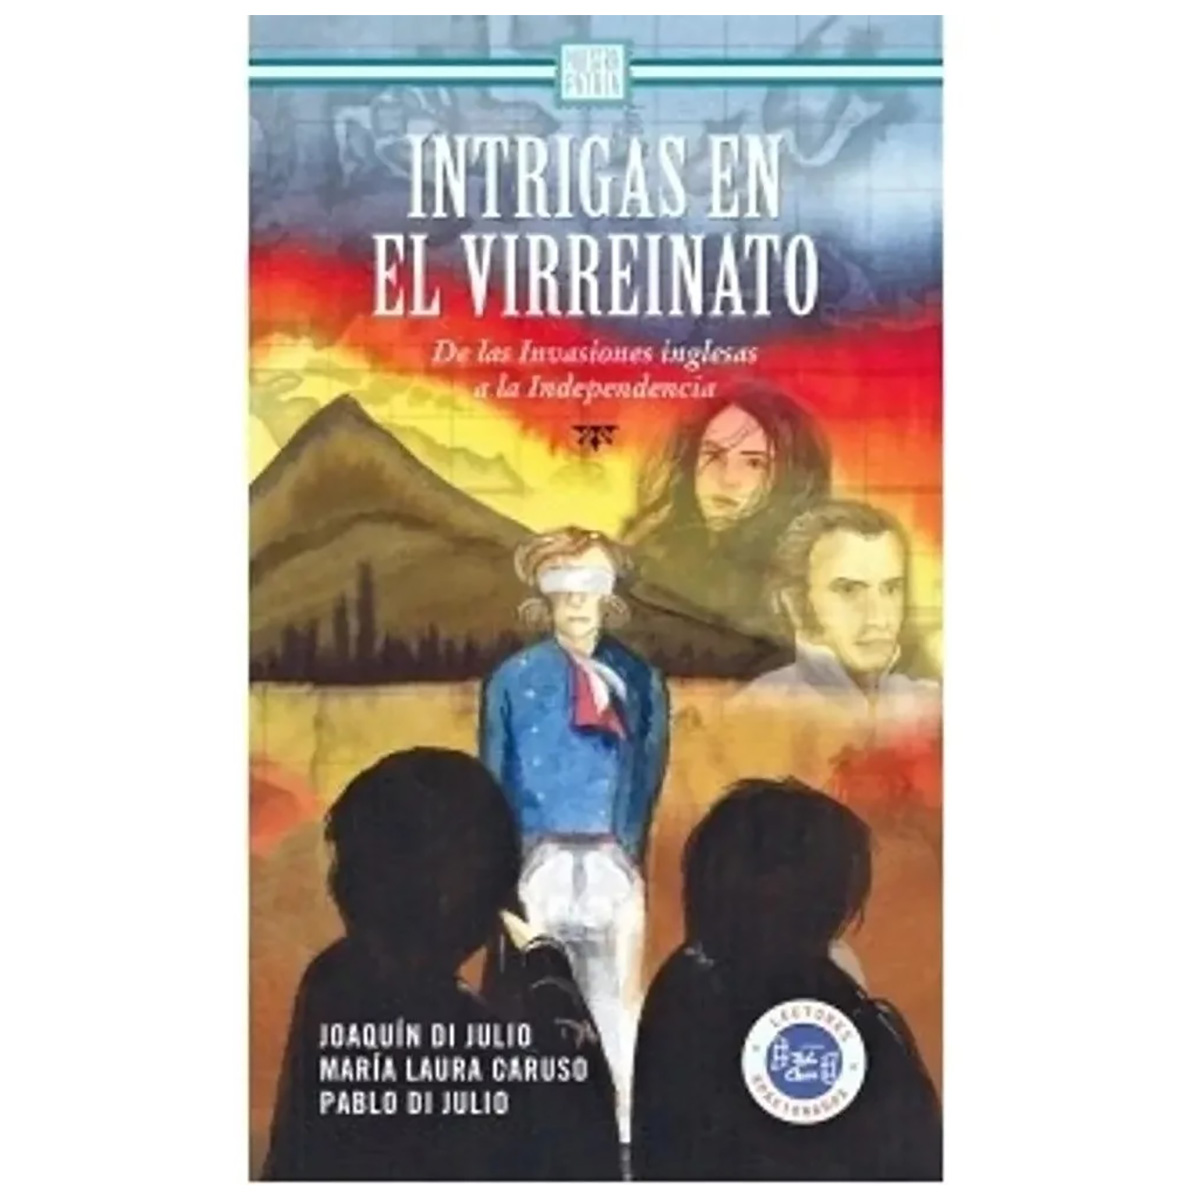 INTRIGAS EN
EL VIRREINATO
De las Invasiones inglesas
a la Independencia
JOAQUÍN DI JULIO
MARÍA LAURA CARUSO
PABLO DI JULIO
LECTORES
APASIONADOS